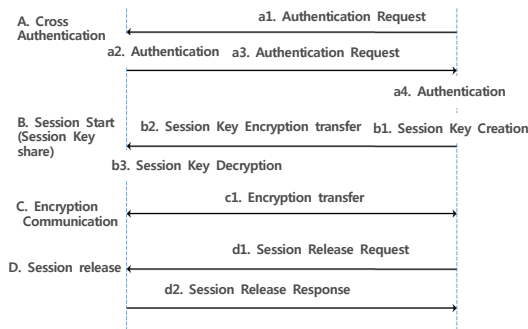 A. Cross
Authentication
a1. Authentication Request
a2. Authentication
a3. Authentication Request
a4. Authentication
B. Session Start
(Session Key
share)
b2. Session Key Encryption transfer
b1. Session Key Creation
b3. Session Key Decryption
C. Encryption
Communication
c1. Encryption transfer
d1. Session Release Request
D. Session release
d2. Session Release Response